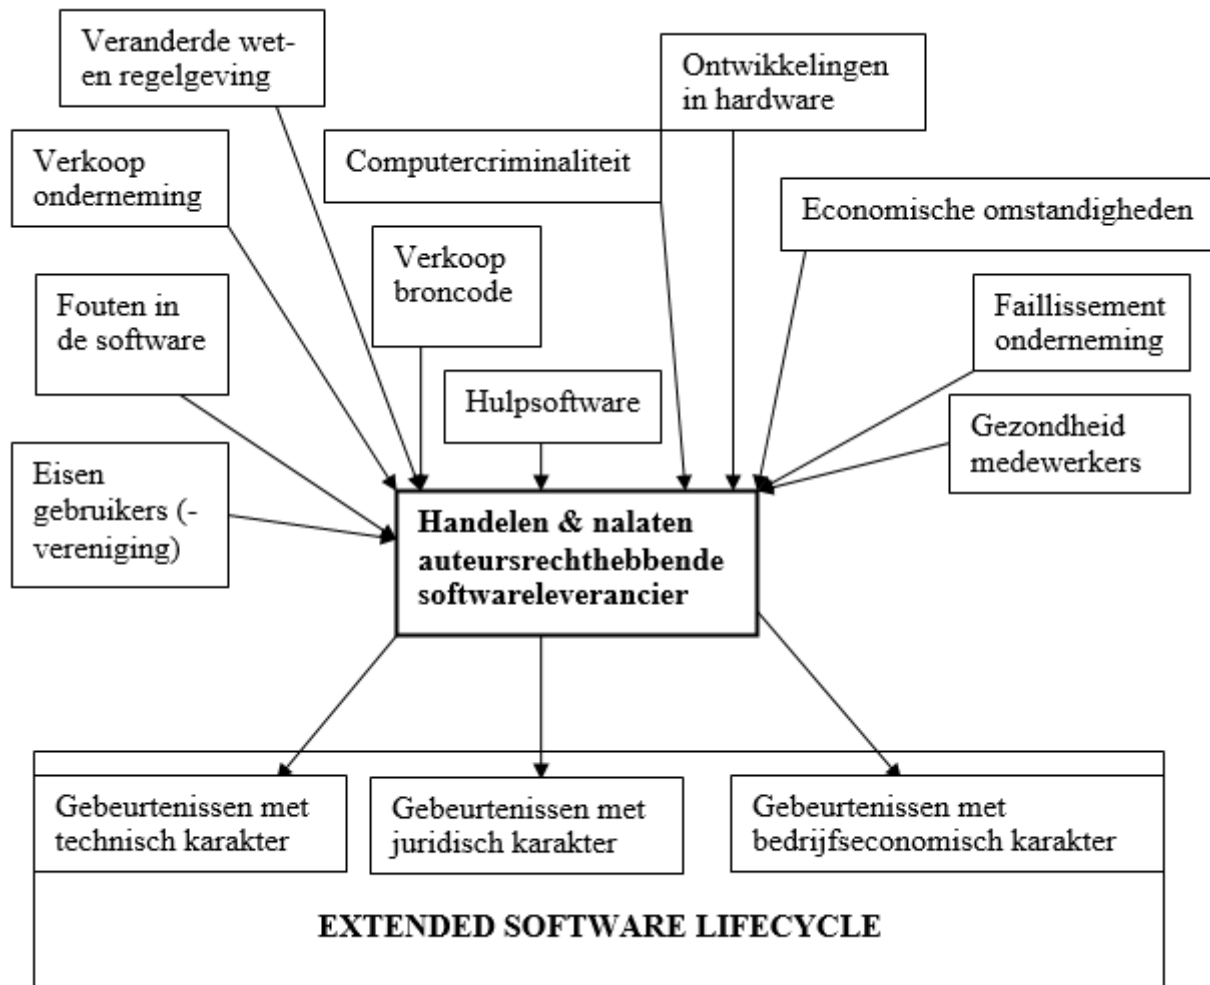 Veranderde wet-
en regelgeving
Ontwikkelingen
in hardware
Verkoop
onderneming
Computercriminaliteit
Economische omstandigheden
Verkoop
broncode
Fouten in
de software
Faillissement
onderneming
Hulpsoftware
Gezondheid
medewerkers
Eisen
gebruikers (-
vereniging)
Handelen & nalaten
auteursrechthebbende
softwareleverancier
Gebeurtenissen met
technisch karakter
Gebeurtenissen met
juridisch karakter
Gebeurtenissen met
bedrijfseconomisch karakter
EXTENDED SOFTWARE LIFECYCLE